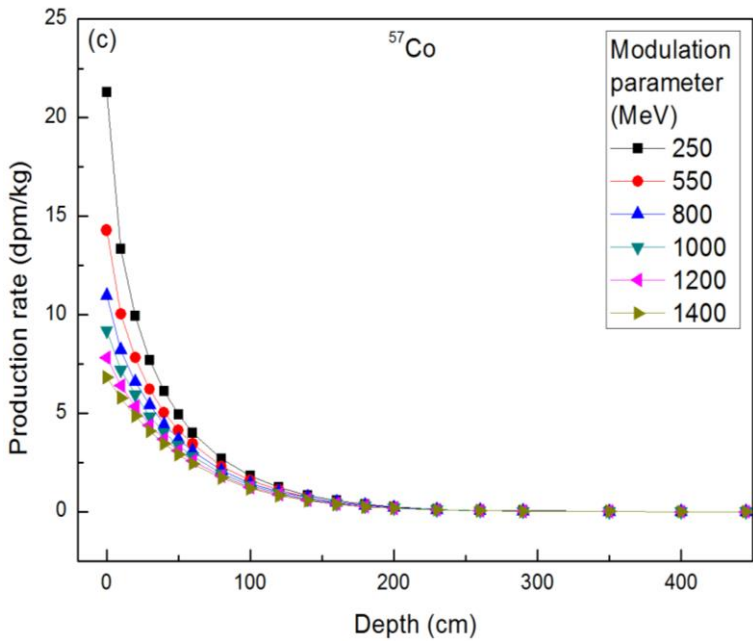 (c)
⁵⁷Co
Modulation
parameter
(MeV)
250
550
800
1000
1200
1400
Production rate (dpm/kg)
25
20
15
10
5
0
0 100 200 300 400
Depth (cm)